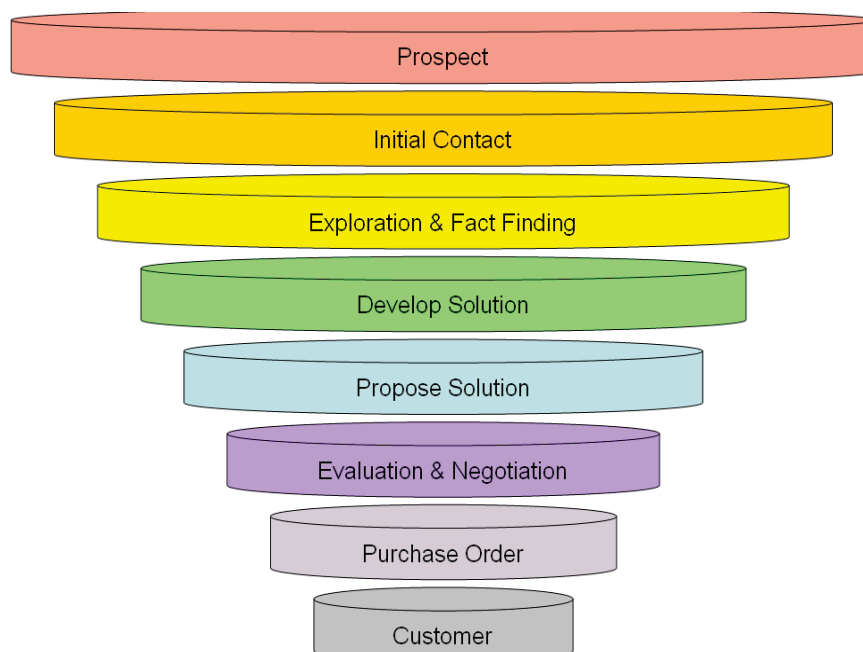 Prospect
Initial Contact
Exploration & Fact Finding
Develop Solution
Propose Solution
Evaluation & Negotiation
Purchase Order
Customer